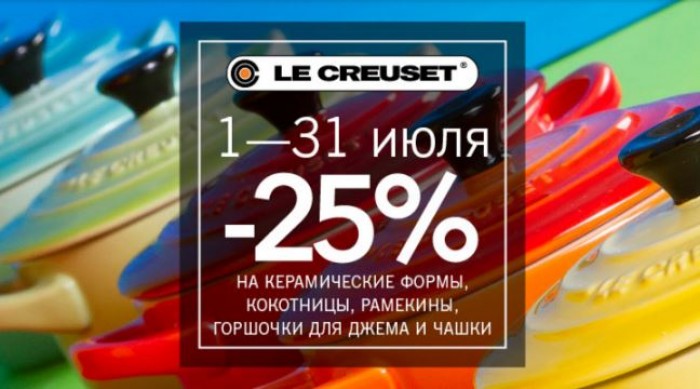 LE CREUSET®
1—31 ИЮЛЯ
-25%
НА КЕРАМИЧЕСКИЕ ФОРМЫ,
КОКОТНИЦЫ, РАМЕКИНЫ,
ГОРШОЧКИ ДЛЯ ДЖЕМА И ЧАШКИ